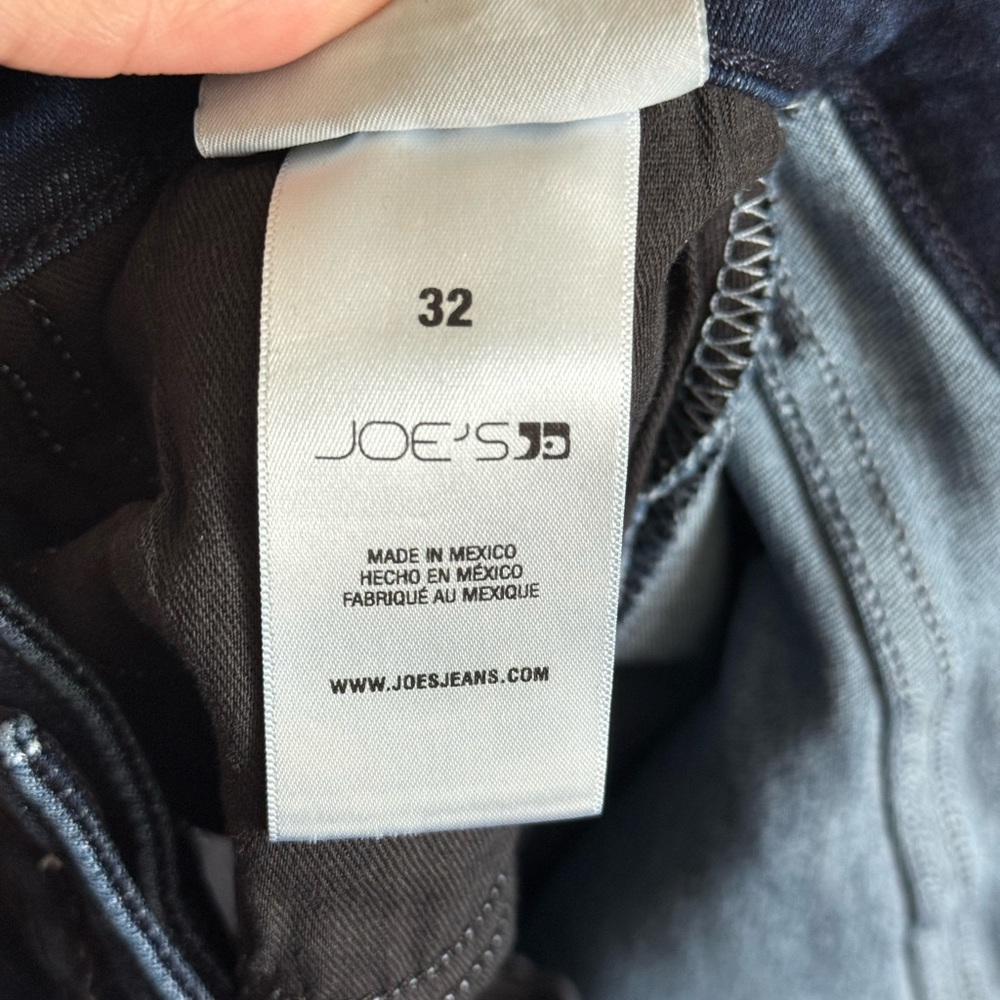 32
JOE'S
MADE IN MEXICO
HECHO EN MÉXICO
FABRIQUÉ AU MEXIQUE
WWW.JOESJEANS.COM